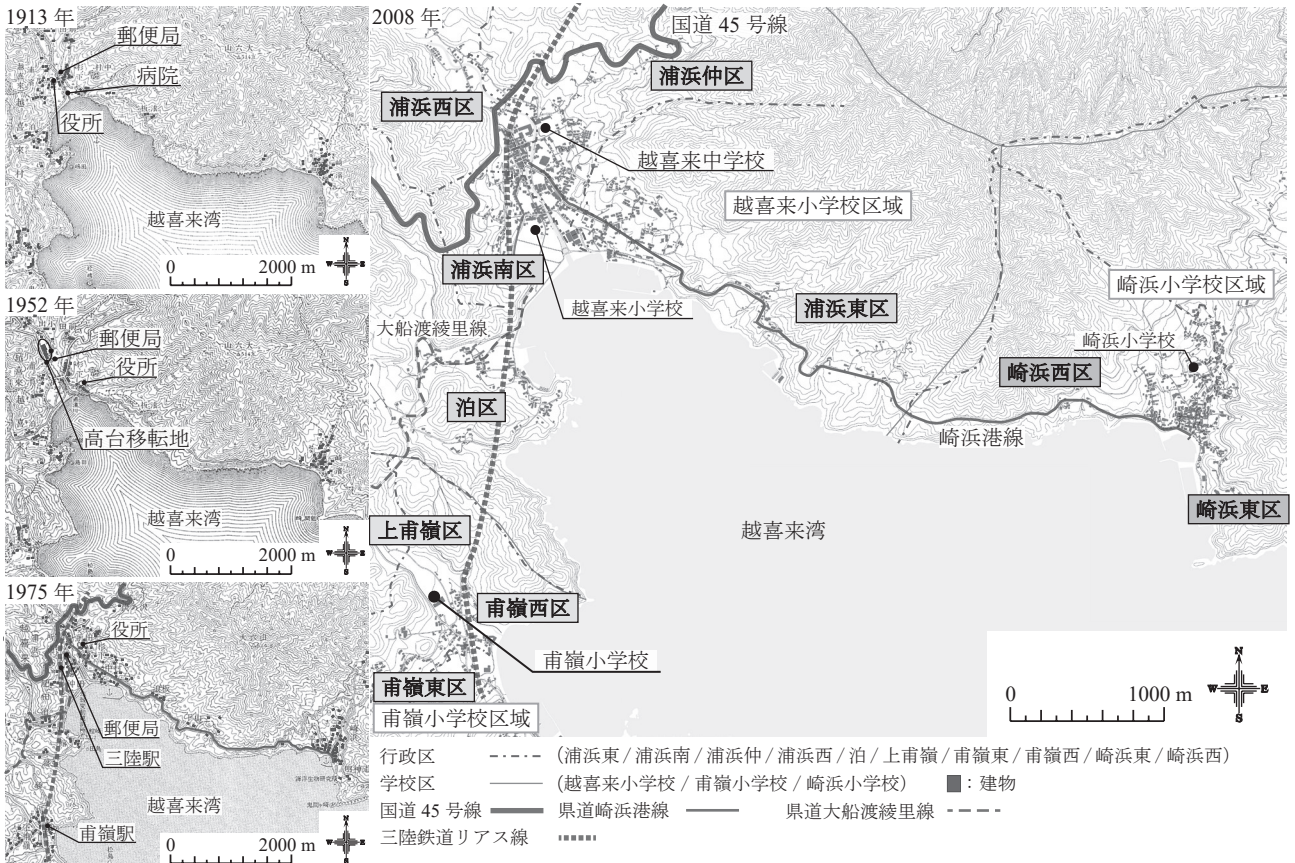 1913 年
郵便局
病院
役所
越喜来湾
0 2000 m
N
W E
S
1952 年
郵便局
役所
高台移転地
越喜来湾
0 2000 m
N
W E
S
1975 年
役所
郵便局
三陸駅
越喜来湾
甫嶺駅
0 2000 m
N
W E
S
2008 年
国道 45 号線
浦浜仲区
浦浜西区
越喜来中学校
越喜来小学校区域
浦浜南区
崎浜小学校区域
越喜来小学校
浦浜東区
大船渡綾里線
崎浜小学校
崎浜西区
泊区
崎浜港線
崎浜東区
上甫嶺区
越喜来湾
甫嶺西区
甫嶺小学校
甫嶺東区
甫嶺小学校区域
0 1000 m
N
W E
S
行政区 (浦浜東 / 浦浜南 / 浦浜仲 / 浦浜西 / 泊 / 上甫嶺 / 甫嶺東 / 甫嶺西 / 崎浜東 / 崎浜西)
学校区 (越喜来小学校 / 甫嶺小学校 / 崎浜小学校) : 建物
国道 45 号線 県道崎浜港線 県道大船渡綾里線
三陸鉄道リアス線